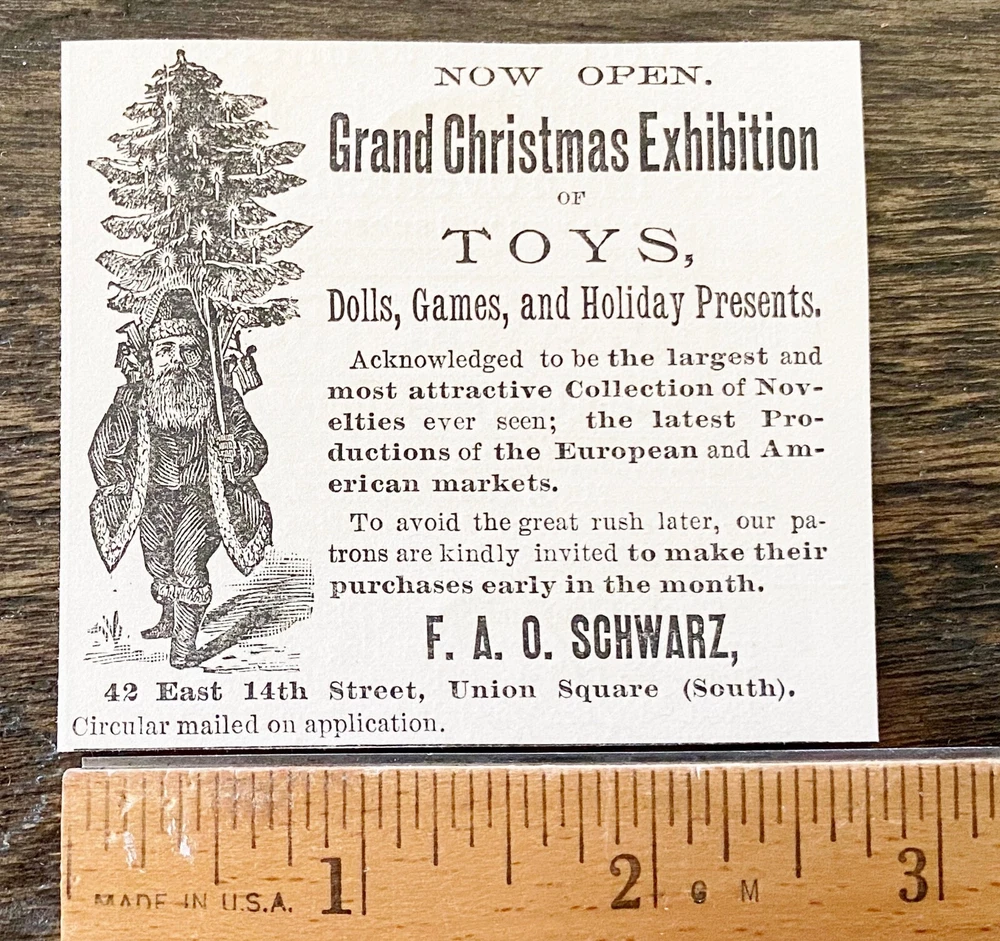 NOW OPEN.
Grand Christmas Exhibition
OF
TOYS,
Dolls, Games, and Holiday Presents.
Acknowledged to be the largest and
most attractive Collection of Nov-
elties ever seen; the latest Pro-
ductions of the European and Am-
erican markets.
To avoid the great rush later, our pa-
trons are kindly invited to make their
purchases early in the month.
F. A. O. SCHWARZ,
42 East 14th Street, Union Square (South).
Circular mailed on application.
1 2 3
MADE IN U.S.A. M